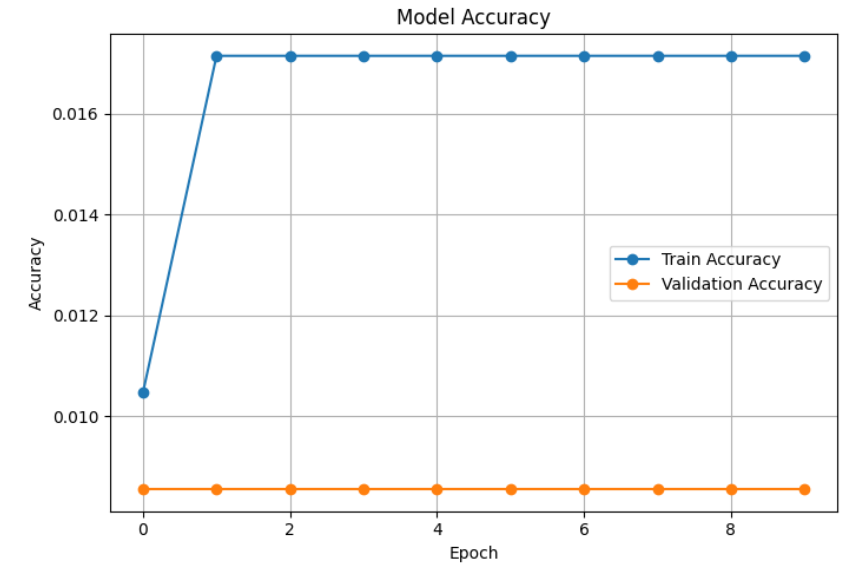 Model Accuracy
Accuracy
0.016
0.014
0.012
0.010
Train Accuracy
Validation Accuracy
0 2 4 6 8
Epoch